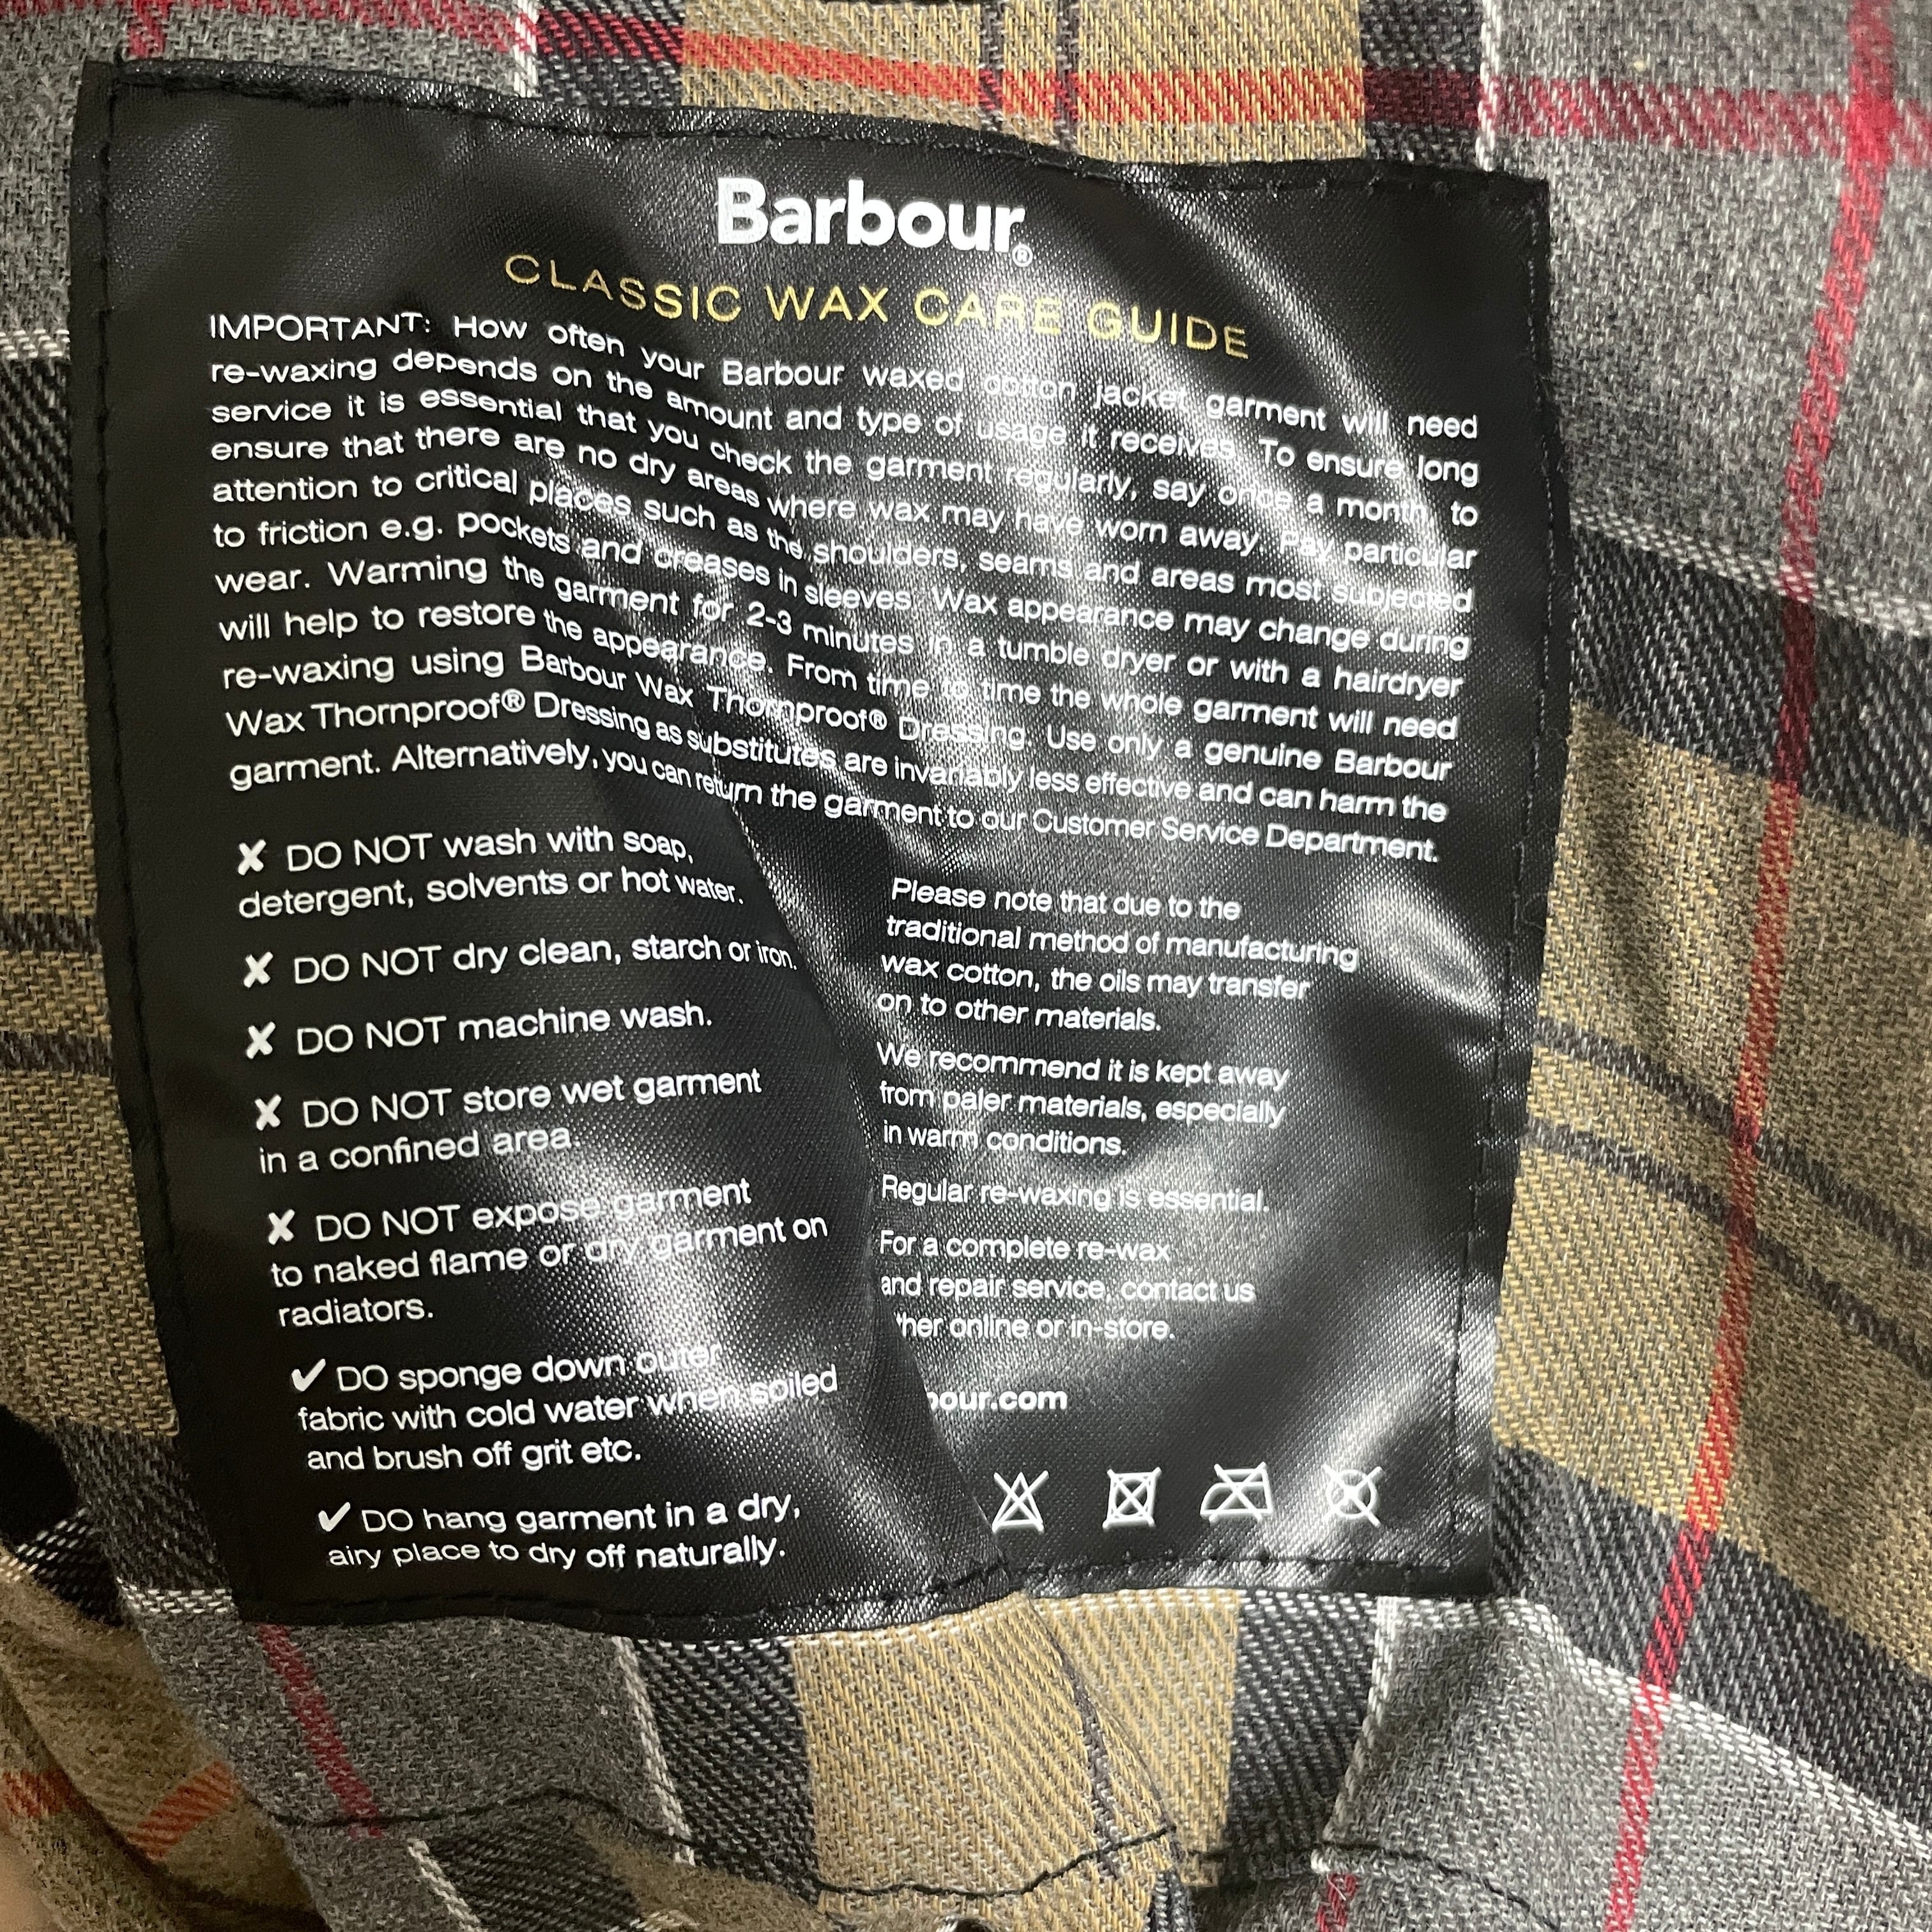 Barbour®
CLASSIC WAX CARE GUIDE
IMPORTANT: How often your Barbour waxed cotton jacket garment will need
re-waxing depends on the amount and type of usage it receives. To ensure long
service it is essential that you check the garment regularly, say once a month, to
ensure that there are no dry areas where wax may have worn away. Pay particular
attention to critical places such as the shoulders, seams and areas most subjected
to friction e.g. pockets and creases in sleeves. Wax appearance may change during
wear. Warming the garment for 2-3 minutes in a tumble dryer or with a hairdryer
will help to restore the appearance. From time to time the whole garment will need
re-waxing using Barbour Wax Thornproof® Dressing. Use only a genuine Barbour
Wax Thornproof® Dressing as substitutes are invariably less effective and can harm the
garment. Alternatively, you can return the garment to our Customer Service Department.
✘ DO NOT wash with soap,
detergent, solvents or hot water.
✘ DO NOT dry clean, starch or iron.
✘ DO NOT machine wash.
✘ DO NOT store wet garment
in a confined area.
✘ DO NOT expose garment
to naked flame or dry garment on
radiators.
✔ DO sponge down outer
fabric with cold water when soiled
and brush off grit etc.
✔ DO hang garment in a dry,
airy place to dry off naturally.
Please note that due to the
traditional method of manufacturing
wax cotton, the oils may transfer
on to other materials.
We recommend it is kept away
from paler materials, especially
in warm conditions.
Regular re-waxing is essential.
For a complete re-wax
and repair service, contact us
ther online or in-store.
bour.com